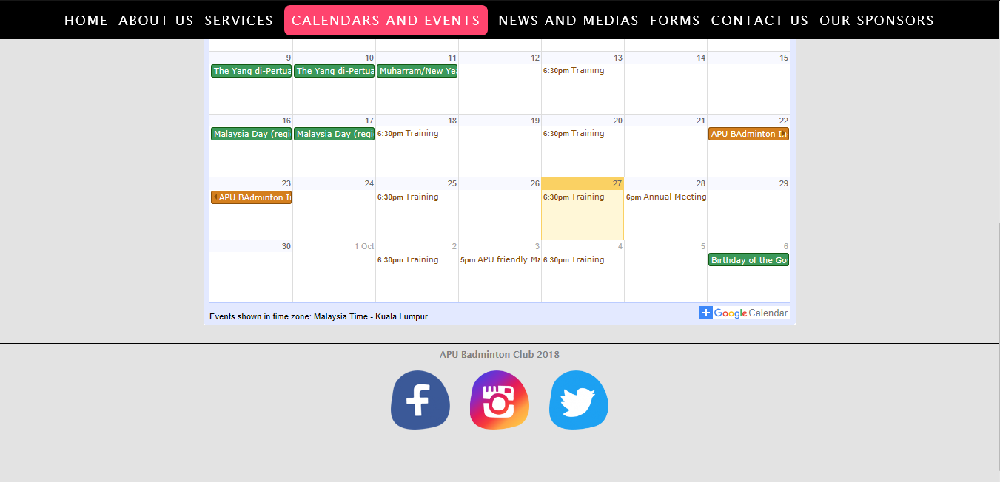 HOME ABOUT US SERVICES CALENDARS AND EVENTS NEWS AND MEDIAS FORMS CONTACT US OUR SPONSORS
9 10 11 12 13 14 15
The Yang di-Pertua The Yang di-Pertua Muharram/New Ye 6:30pm Training
16 17 18 19 20 21 22
Malaysia Day (regi Malaysia Day (regi 6:30pm Training 6:30pm Training APU BAdminton
23 24 25 26 27 28 29
APU BAdminton I 6:30pm Training 6:30pm Training 6pm Annual Meeting
30 1 Oct 2 3 4 5 6
6:30pm Training 5pm APU friendly Ma 6:30pm Training Birthday of the Gov
Events shown in time zone: Malaysia Time - Kuala Lumpur
Google Calendar
APU Badminton Club 2018